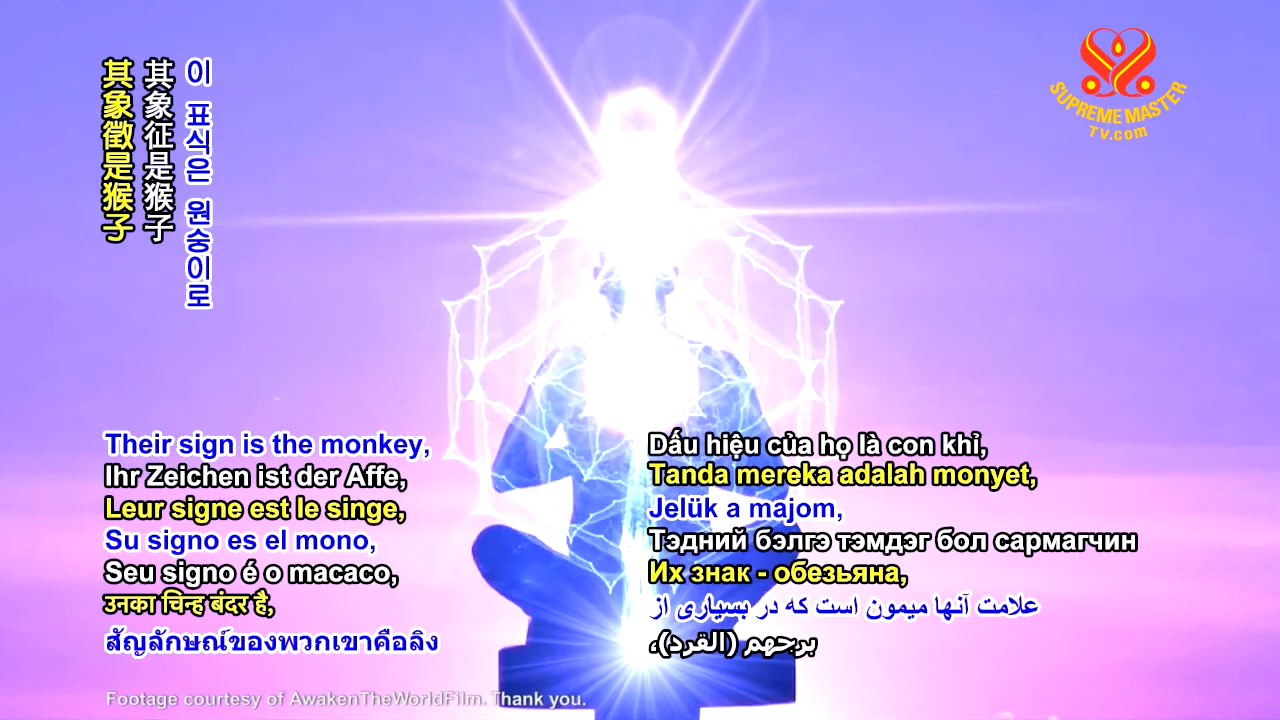 其象徵是猴子
其象征是猴子
이 표식은 원숭이로
SUPREME MASTER
TV.com
Their sign is the monkey,
Ihr Zeichen ist der Affe,
Leur signe est le singe,
Su signo es el mono,
Seu signo é o macaco,
उनका चिन्ह बंदर है,
สัญลักษณ์ของพวกเขาคือลิง
Dấu hiệu của họ là con khỉ,
Tanda mereka adalah monyet,
Jelük a majom,
Тэдний бэлгэ тэмдэг бол сармагчин
Их знак - обезьяна,
علامت آنها میمون است که در بسیاری از
برجهم (القرد)،
Footage courtesy of AwakenTheWorldFilm. Thank you.